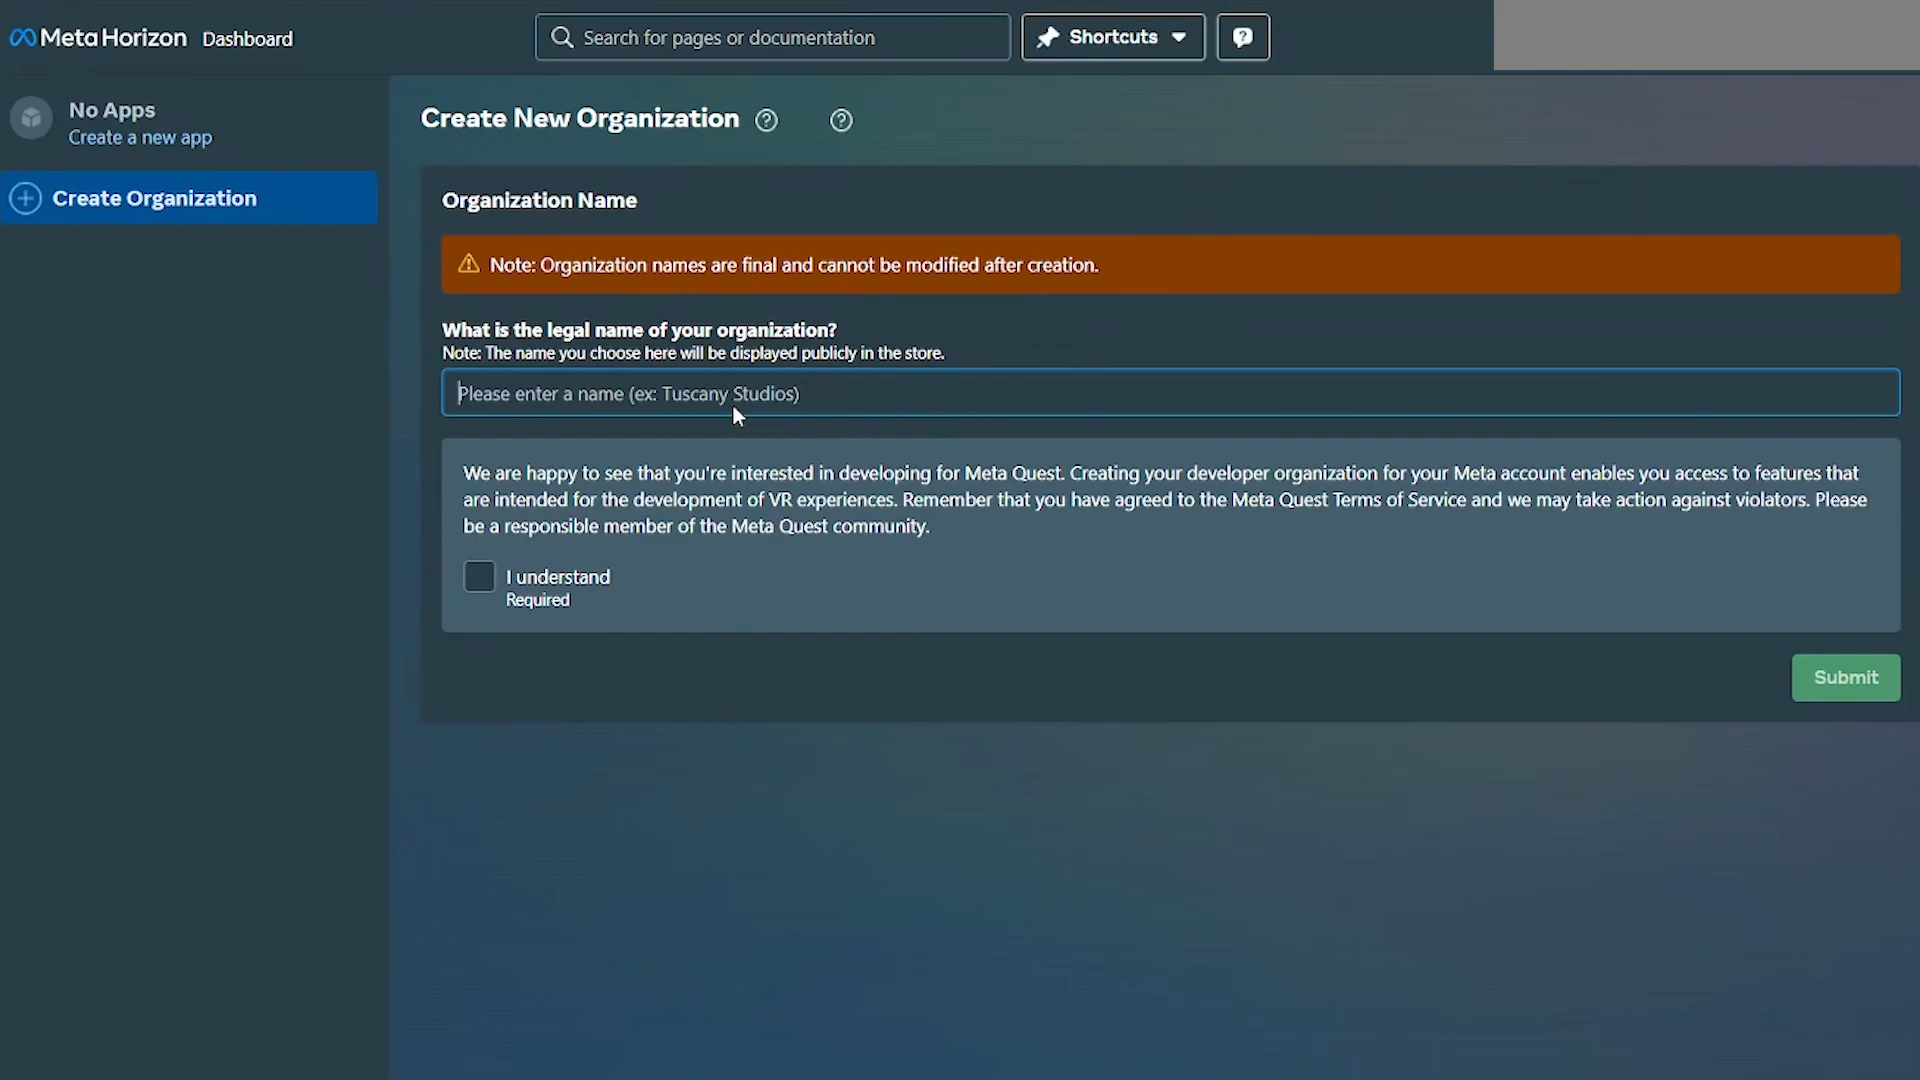 Meta Horizon Dashboard
Search for pages or documentation
Shortcuts
?
No Apps
Create a new app
Create Organization
Create New Organization ? ?
Organization Name
Note: Organization names are final and cannot be modified after creation.
What is the legal name of your organization?
Note: The name you choose here will be displayed publicly in the store.
Please enter a name (ex: Tuscany Studios)
We are happy to see that you're interested in developing for Meta Quest. Creating your developer organization for your Meta account enables you access to features that
are intended for the development of VR experiences. Remember that you have agreed to the Meta Quest Terms of Service and we may take action against violators. Please
be a responsible member of the Meta Quest community.
I understand
Required
Submit